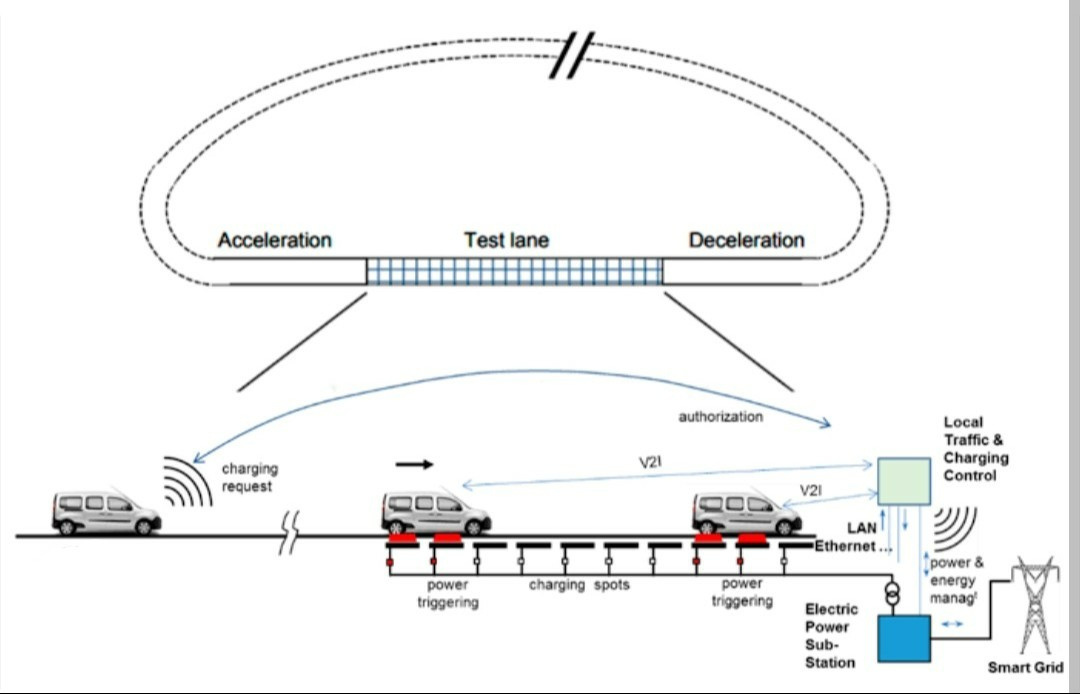 Acceleration
Test lane
Deceleration
authorization
Local
Traffic &
Charging
Control
charging
request
V2I
V2I
LAN
Ethernet ...
power
triggering
charging spots
power
triggering
power &
energy
managᵗ
Electric
Power
Sub-
Station
Smart Grid